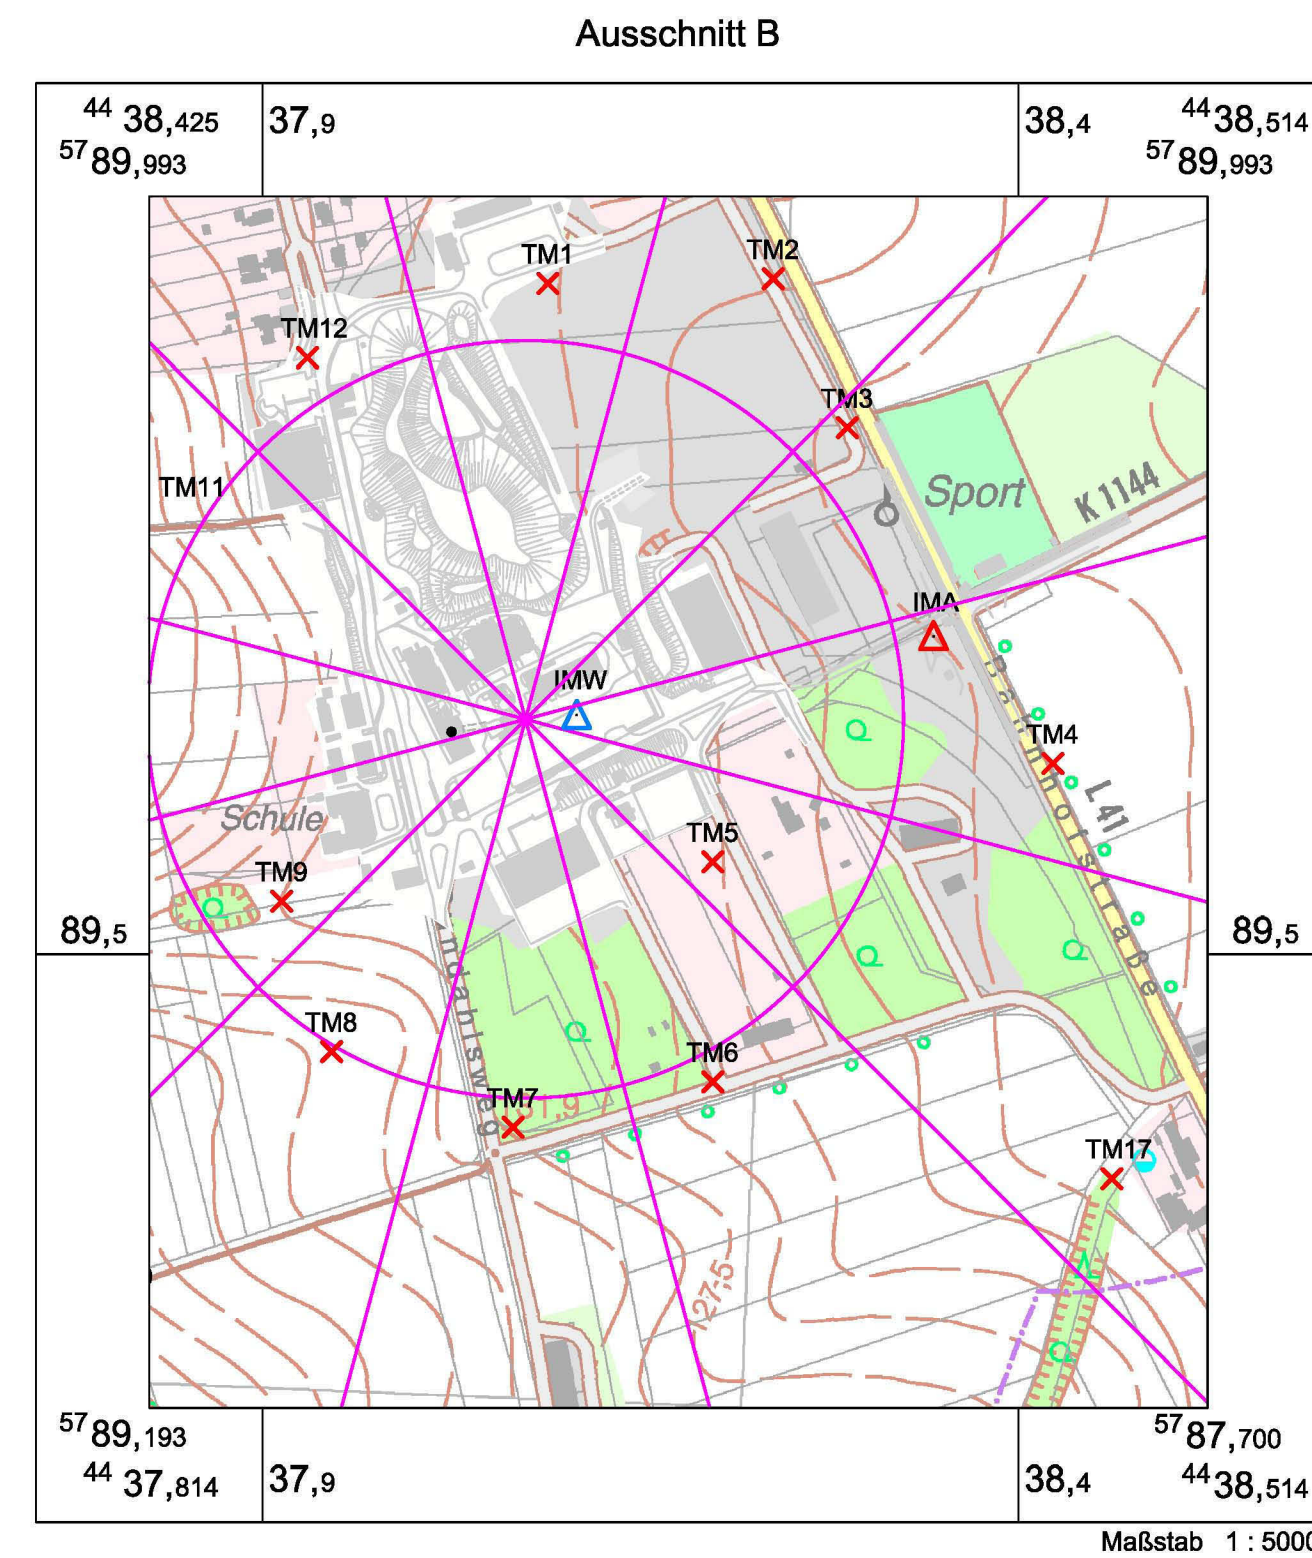 Ausschnitt B
44 38,425 37,9 38,4 44 38,514
57 89,993 57 89,993
TM1
TM2
TM12
TM3
TM11
Sport
K 1144
IMA
IMW
TM4
Bahnhofstraße
L 41
Schule
TM5
TM9
89,5 89,5
ndahlsweg
TM8
TM6
TM7
131,9
TM17
127,5
57 89,193 57 87,700
44 37,814 37,9 38,4 44 38,514
Maßstab 1 : 5000